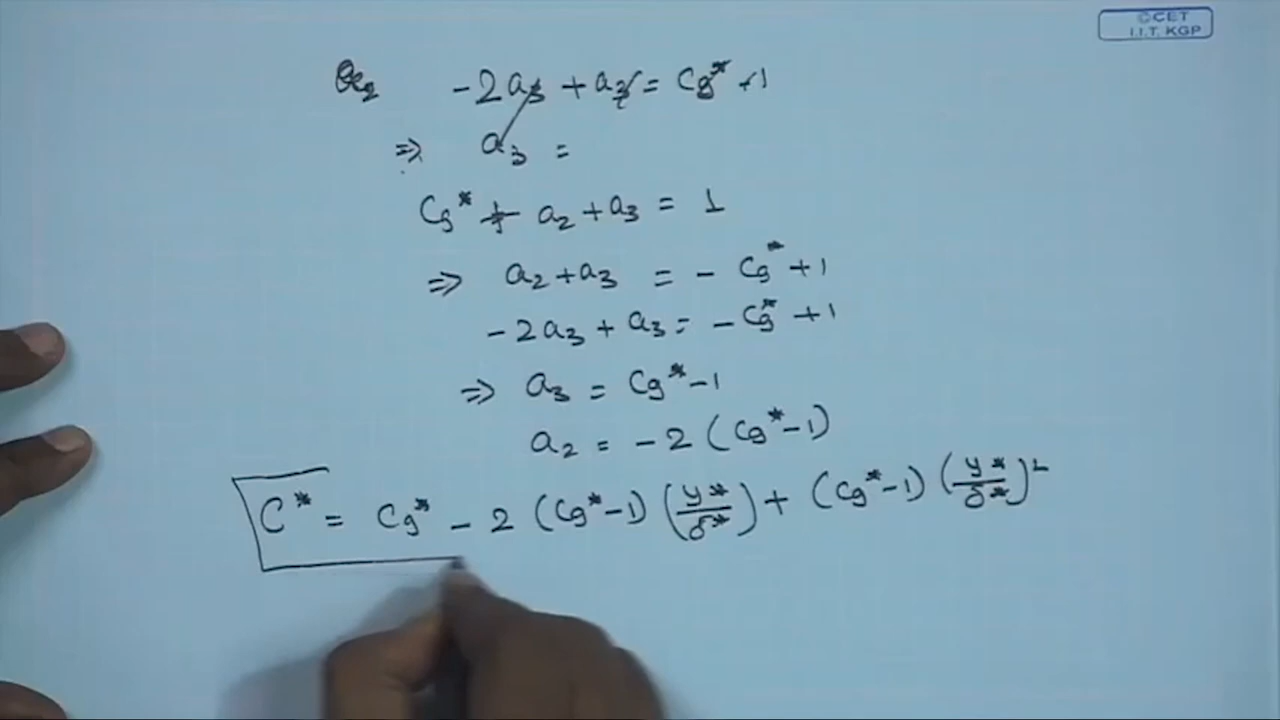 ©CET
I.I.T. KGP
-2a₃ + a₃ = Cg* + 1
⇒ a₃ =
Cg* + a₂ + a₃ = 1
⇒ a₂ + a₃ = - Cg* + 1
-2a₃ + a₃ = - Cg* + 1
⇒ a₃ = Cg* - 1
a₂ = -2 (Cg* - 1)
C* = Cg* - 2 (Cg* - 1) (y*/δ*) + (Cg* - 1) (y*/δ*)²